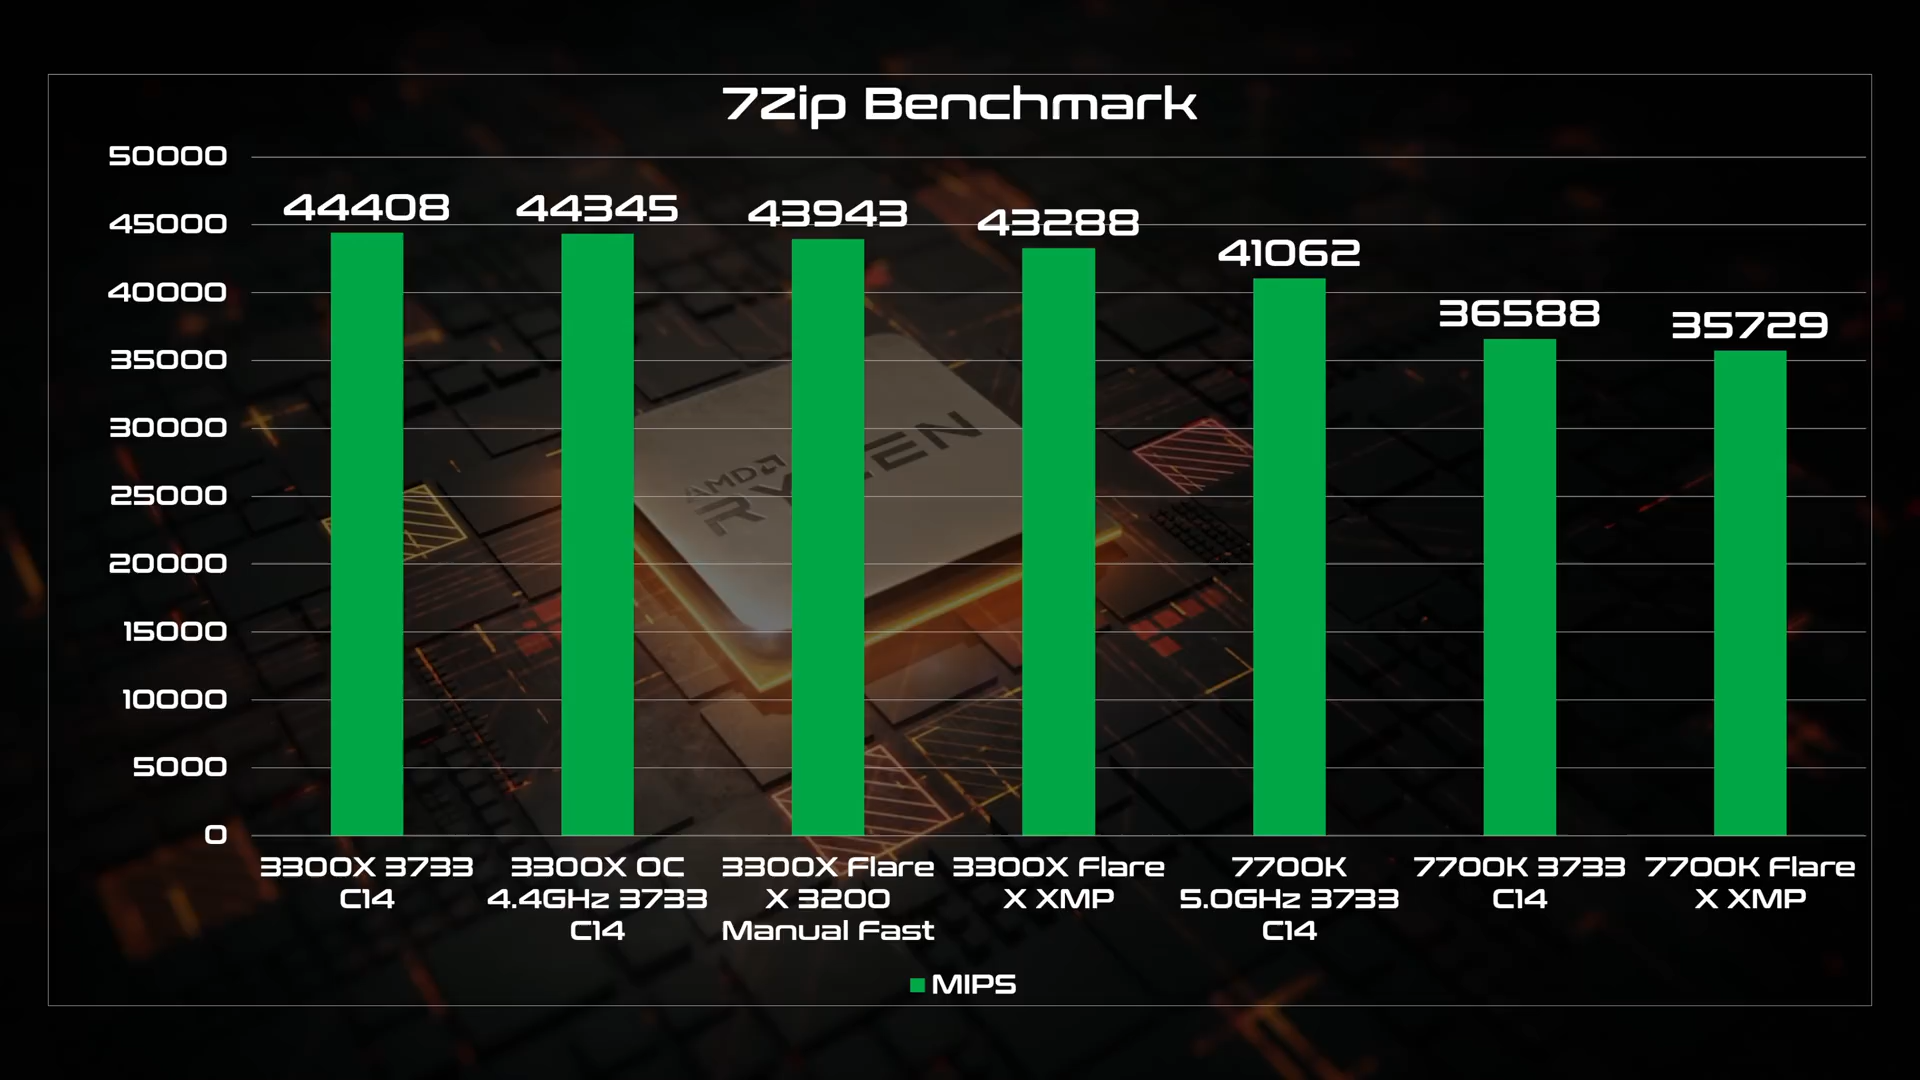 7Zip Benchmark
50000
45000
40000
35000
30000
25000
20000
15000
10000
5000
0
44408
44345
43943
43288
41062
36588
35729
AMD
RYZEN
3300X 3733
C14
3300X OC
4.4GHz 3733
C14
3300X Flare
X 3200
Manual Fast
3300X Flare
X XMP
7700K
5.0GHz 3733
C14
7700K 3733
C14
7700K Flare
X XMP
MIPS